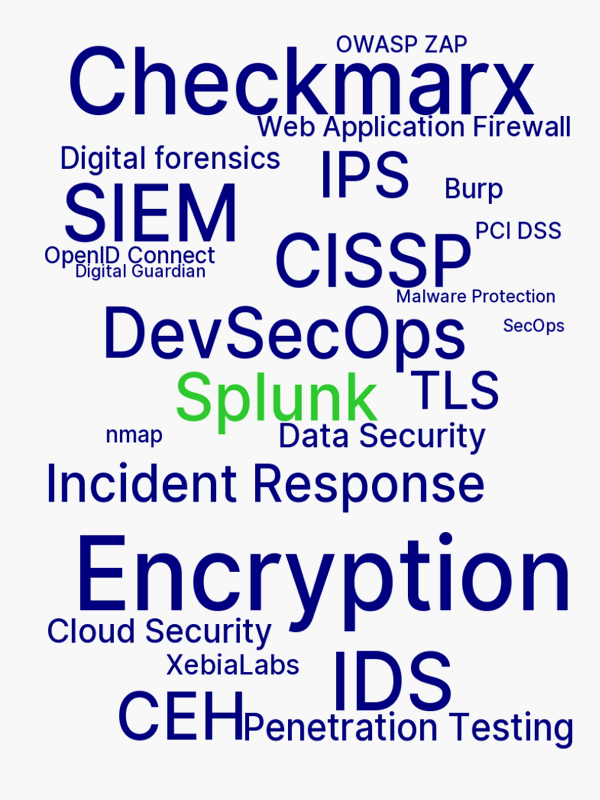 OWASP ZAP
Checkmarx
Web Application Firewall
Digital forensics
IPS
Burp
SIEM
PCI DSS
CISSP
OpenID Connect
Digital Guardian
Malware Protection
DevSecOps
SecOps
Splunk
TLS
nmap
Data Security
Incident Response
Encryption
Cloud Security
XebiaLabs
IDS
CEH
Penetration Testing